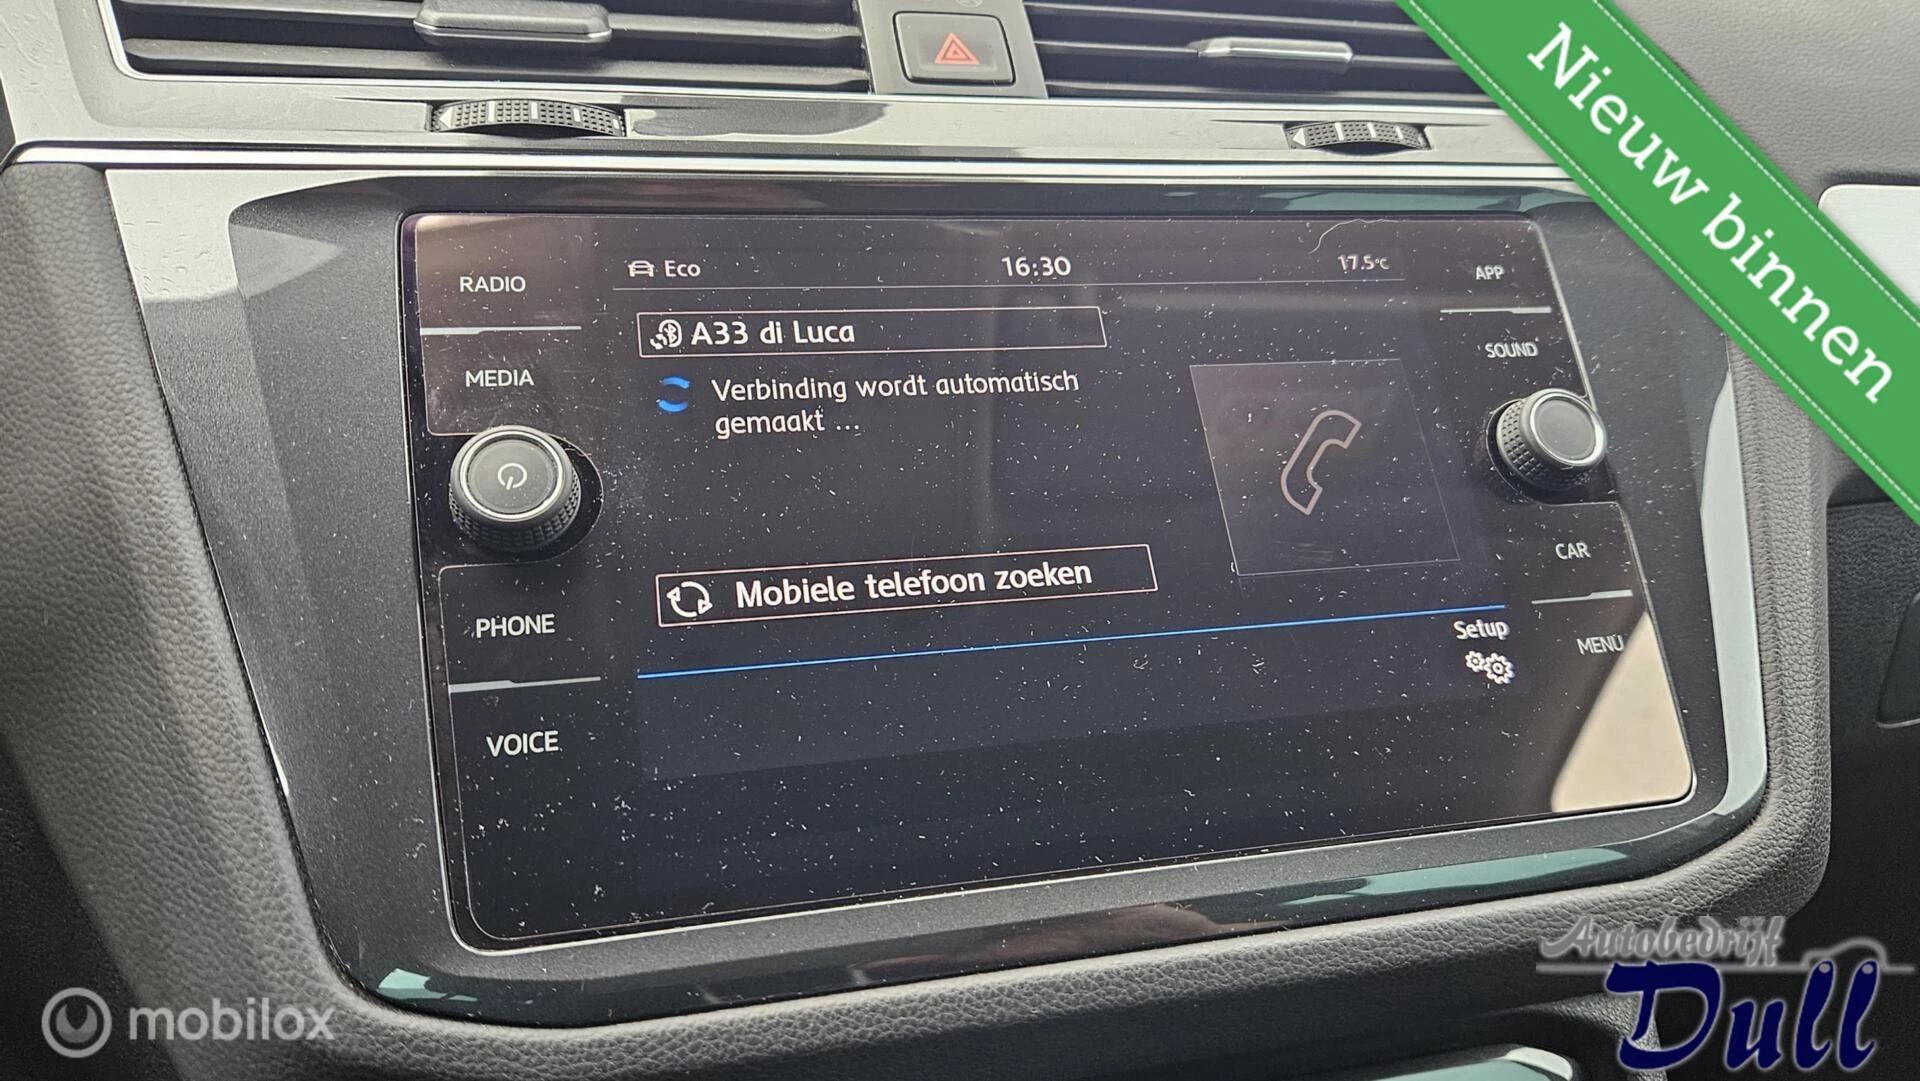 Nieuw binnen
RADIO
Eco
16:30
17.5°C
APP
A33 di Luca
SOUND
MEDIA
Verbinding wordt automatisch
gemaakt ...
CAR
Mobiele telefoon zoeken
PHONE
Setup
MENU
VOICE
Autobedrijf
Dull
mobilox